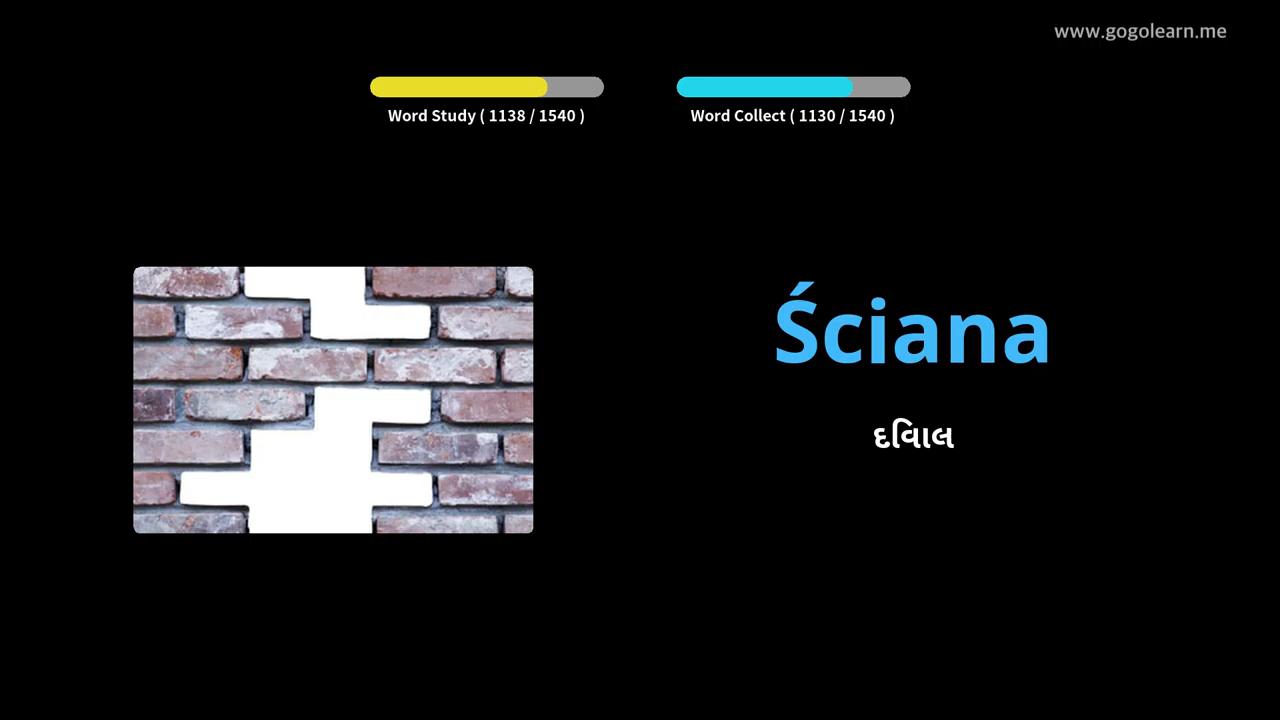 www.gogolearn.me
Word Study ( 1138 / 1540 )
Word Collect ( 1130 / 1540 )
Ściana
દિવાલ